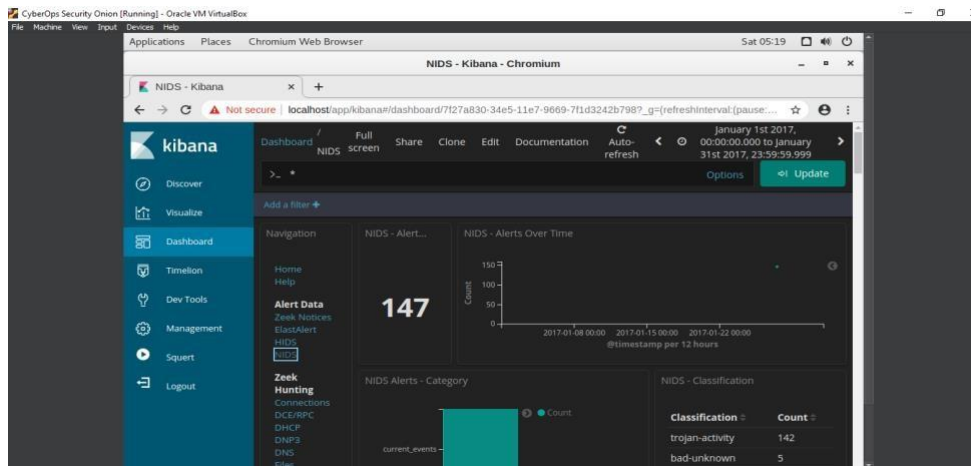 CyberOps Security Onion [Running] - Oracle VM VirtualBox
File Machine View Input Devices Help
Applications Places Chromium Web Browser Sat 05:19
NIDS - Kibana - Chromium
NIDS - Kibana
Not secure localhost/app/kibana#/dashboard/7f27a830-34e5-11e7-9669-7f1d3242b798?_g=(refreshInterval:(pause:...
kibana
Dashboard / NIDS Full screen Share Clone Edit Documentation Auto-refresh January 1st 2017, 00:00:00.000 to January 31st 2017, 23:59:59.999
>_ * Options Update
Add a filter +
Discover
Visualize
Dashboard
Timelion
Dev Tools
Management
Squert
Logout
Navigation
Home
Help
Alert Data
Zeek Notices
ElastAlert
HIDS
NIDS
Zeek Hunting
Connections
DCE/RPC
DHCP
DNP3
DNS
Files
NIDS - Alert...
147
NIDS - Alerts Over Time
Count
150
100
50
0
2017-01-08 00:00 2017-01-15 00:00 2017-01-22 00:00
@timestamp per 12 hours
NIDS Alerts - Category
Count
current_events
NIDS - Classification
Classification Count
trojan-activity 142
bad-unknown 5